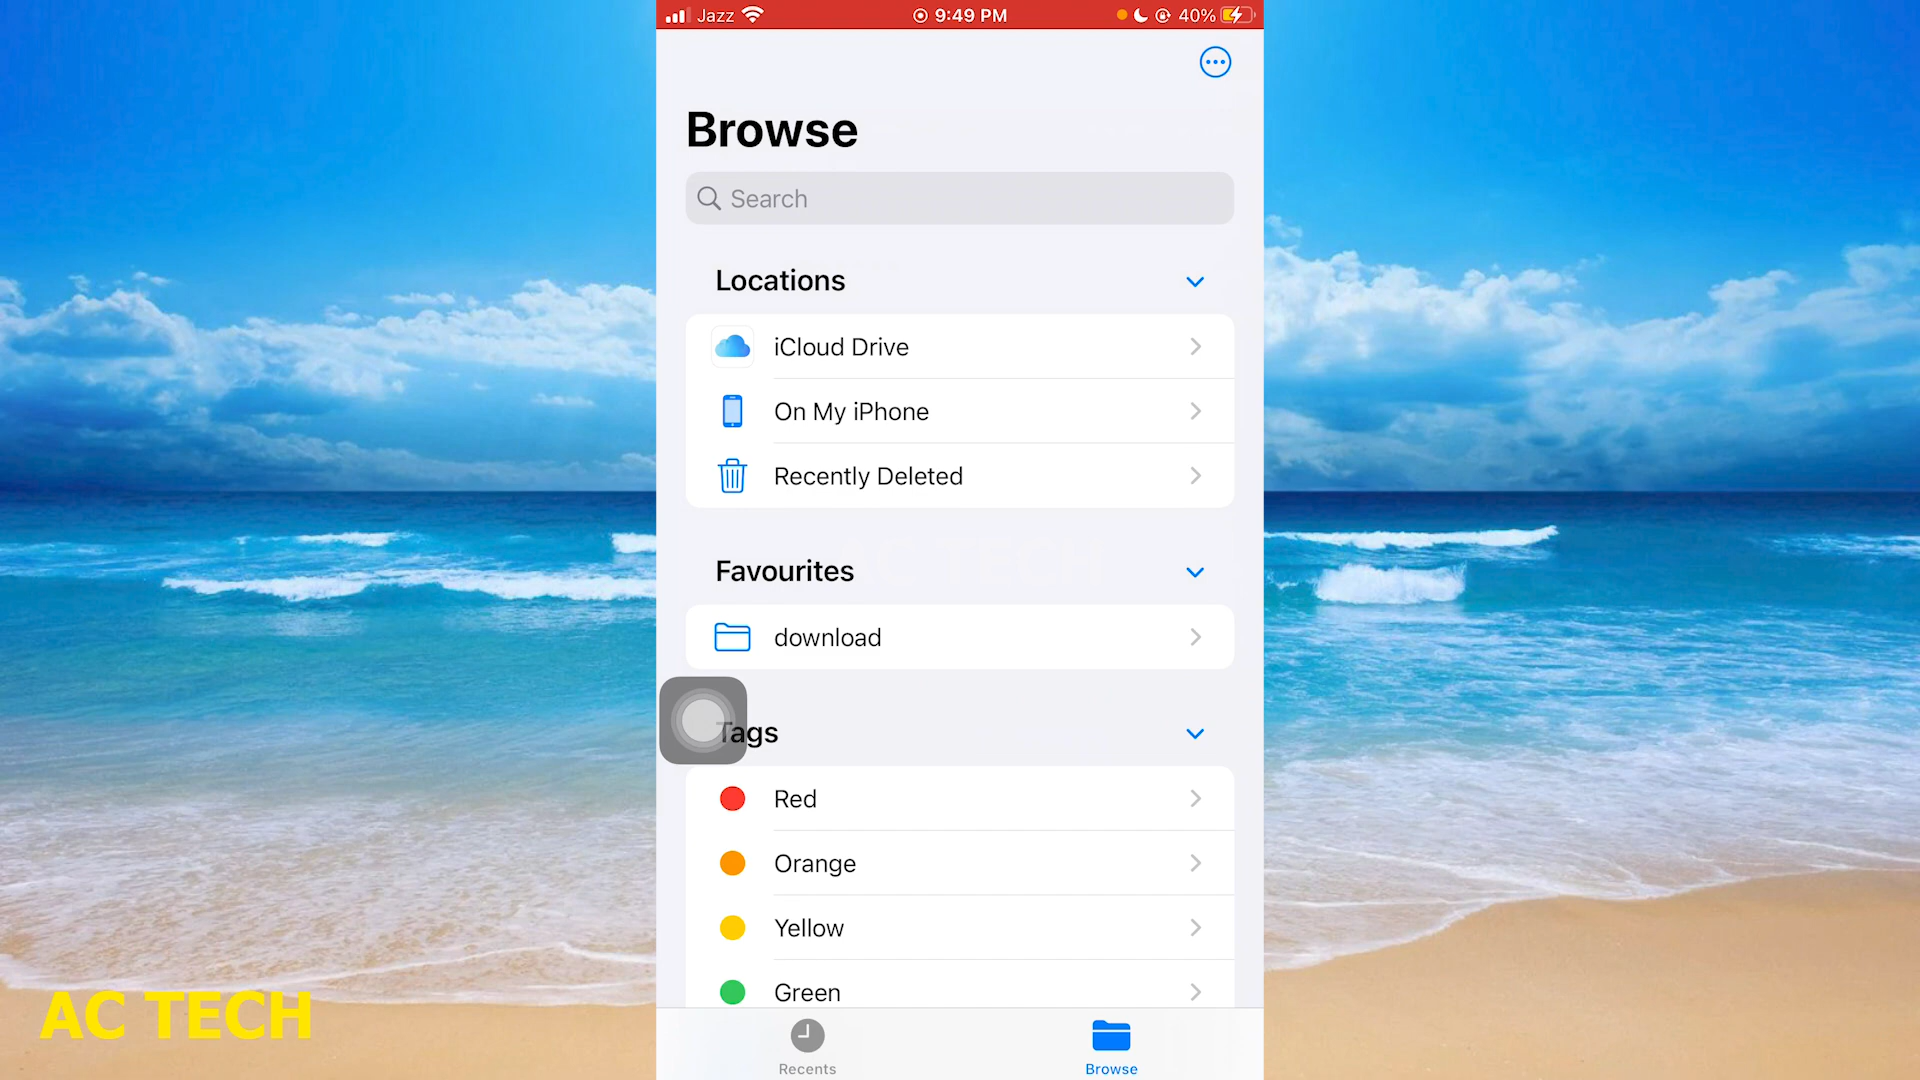 Jazz 9:49 PM 40%
Browse
Search
Locations
iCloud Drive
On My iPhone
Recently Deleted
Favourites
download
Tags
Red
Orange
Yellow
Green
Recents Browse
AC TECH